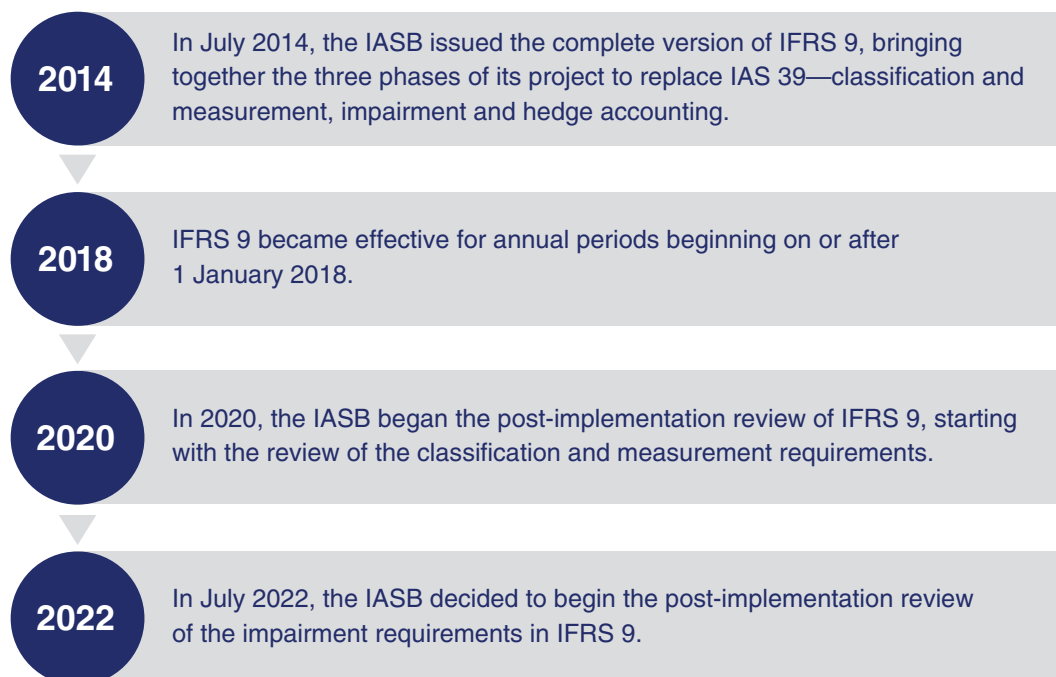 2014
In July 2014, the IASB issued the complete version of IFRS 9, bringing
together the three phases of its project to replace IAS 39—classification and
measurement, impairment and hedge accounting.
2018
IFRS 9 became effective for annual periods beginning on or after
1 January 2018.
2020
In 2020, the IASB began the post-implementation review of IFRS 9, starting
with the review of the classification and measurement requirements.
2022
In July 2022, the IASB decided to begin the post-implementation review
of the impairment requirements in IFRS 9.